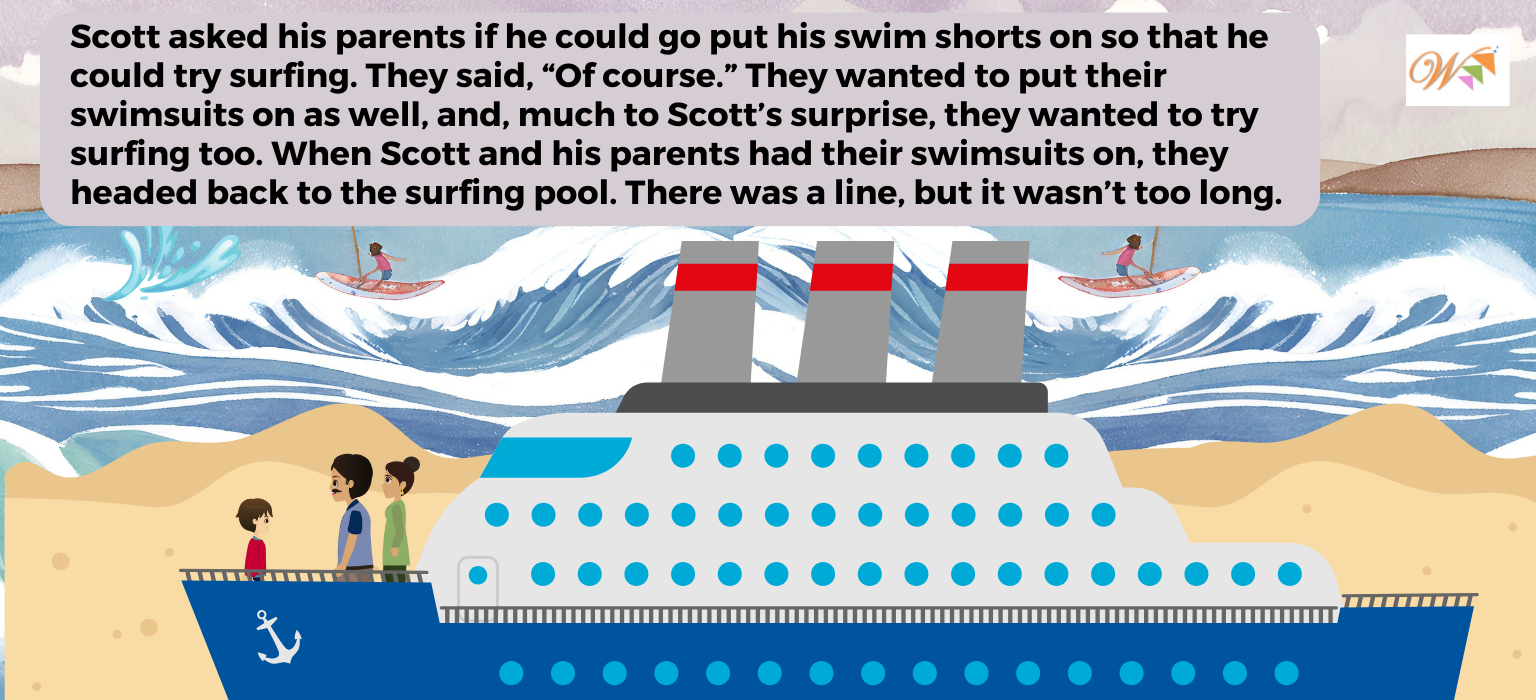 Scott asked his parents if he could go put his swim shorts on so that he
could try surfing. They said, “Of course.” They wanted to put their
swimsuits on as well, and, much to Scott’s surprise, they wanted to try
surfing too. When Scott and his parents had their swimsuits on, they
headed back to the surfing pool. There was a line, but it wasn’t too long.
W